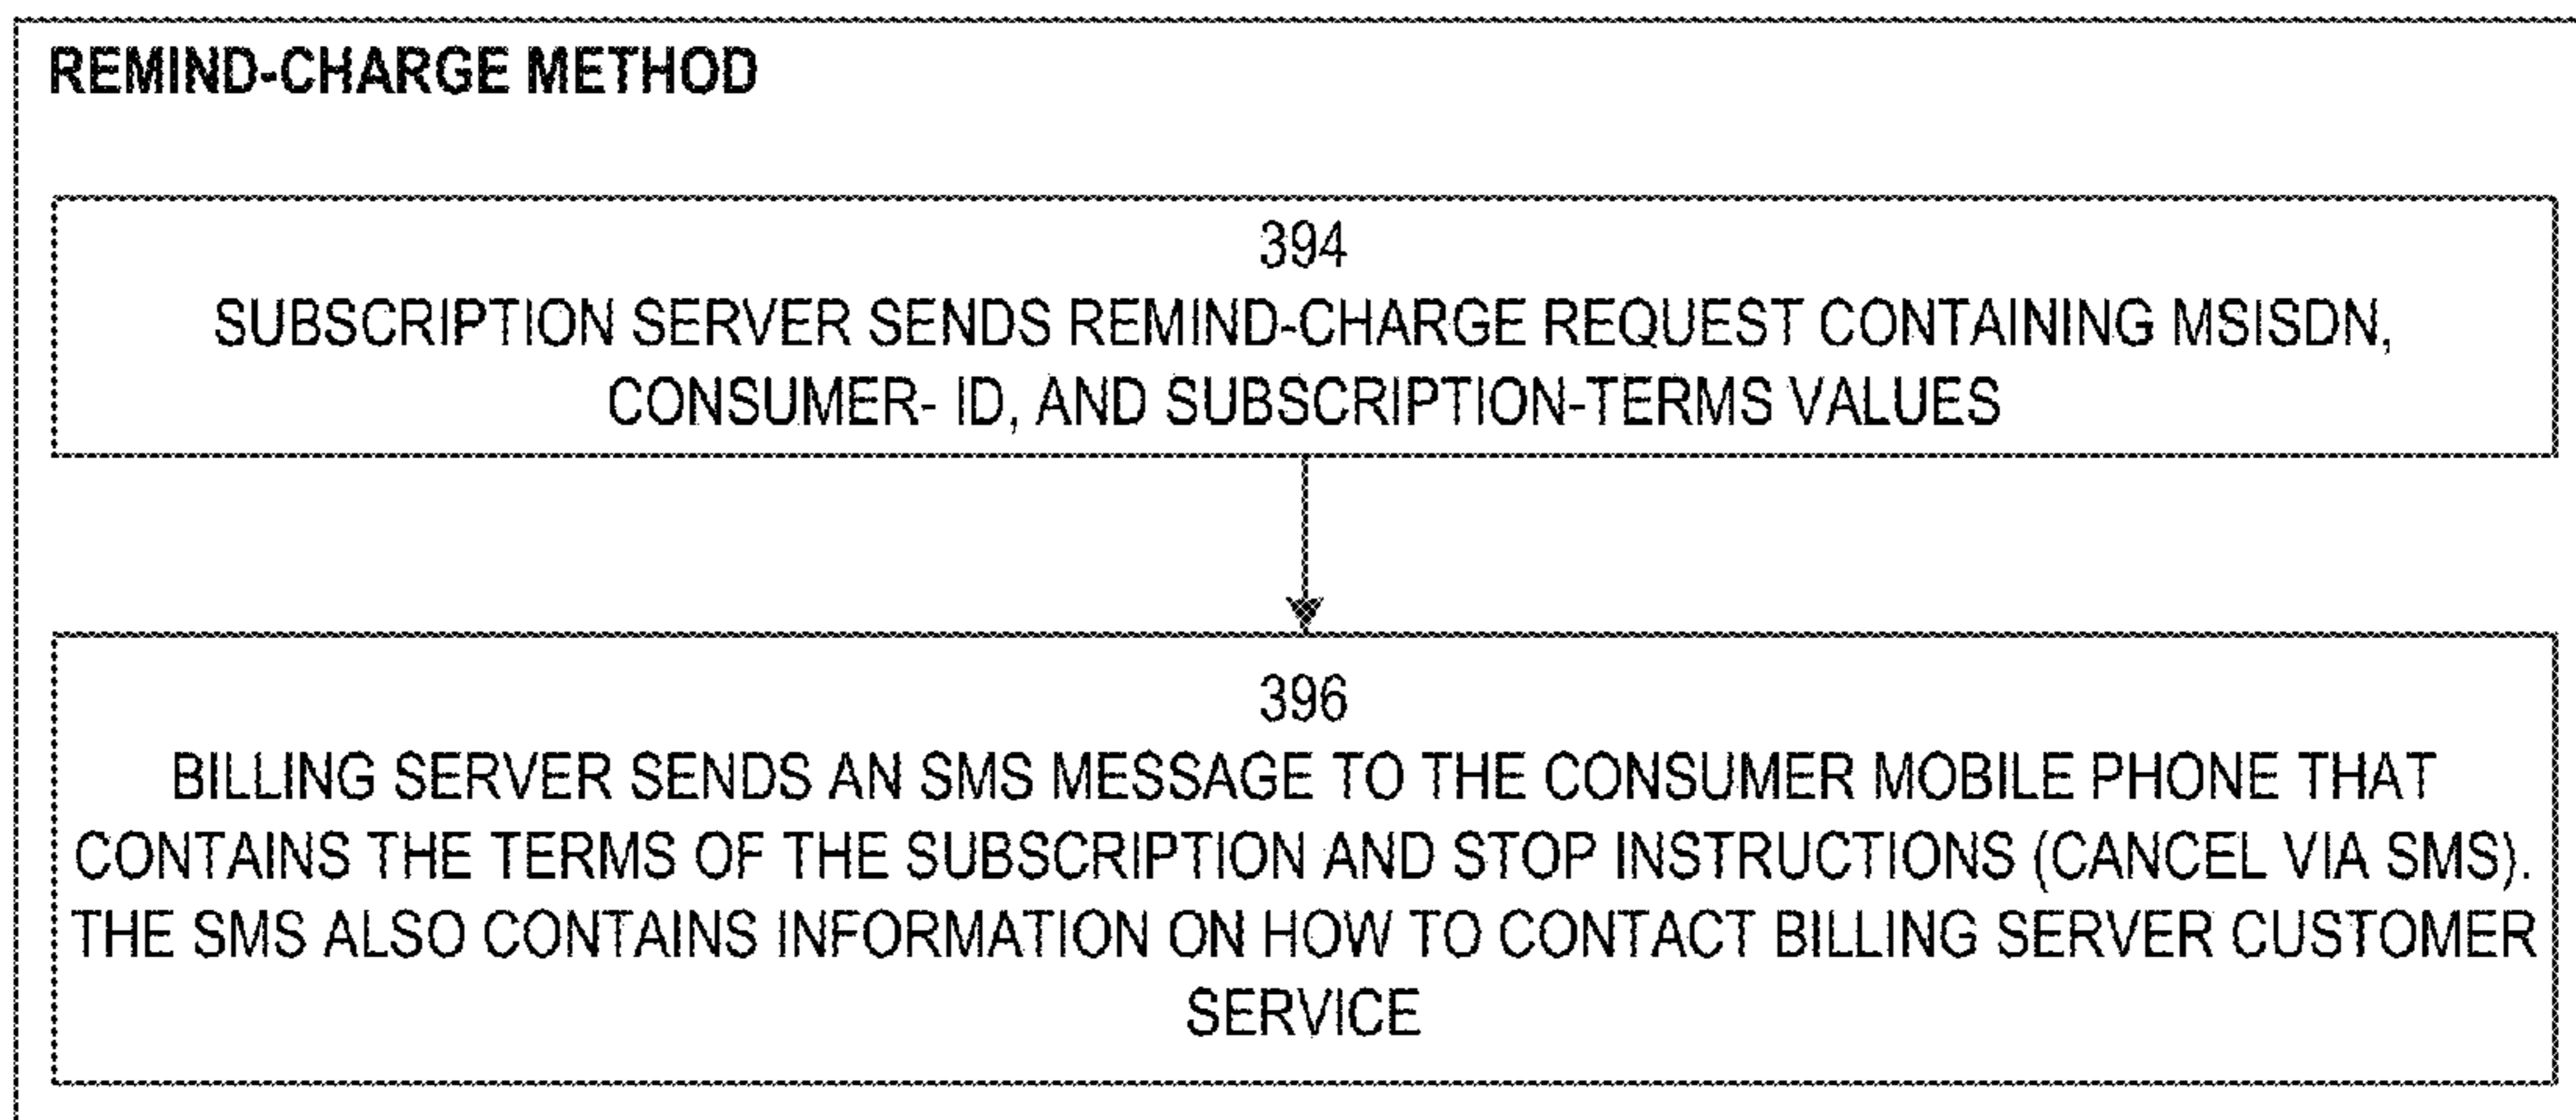 REMIND-CHARGE METHOD
394
SUBSCRIPTION SERVER SENDS REMIND-CHARGE REQUEST CONTAINING MSISDN,
CONSUMER- ID, AND SUBSCRIPTION-TERMS VALUES
396
BILLING SERVER SENDS AN SMS MESSAGE TO THE CONSUMER MOBILE PHONE THAT
CONTAINS THE TERMS OF THE SUBSCRIPTION AND STOP INSTRUCTIONS (CANCEL VIA SMS).
THE SMS ALSO CONTAINS INFORMATION ON HOW TO CONTACT BILLING SERVER CUSTOMER
SERVICE